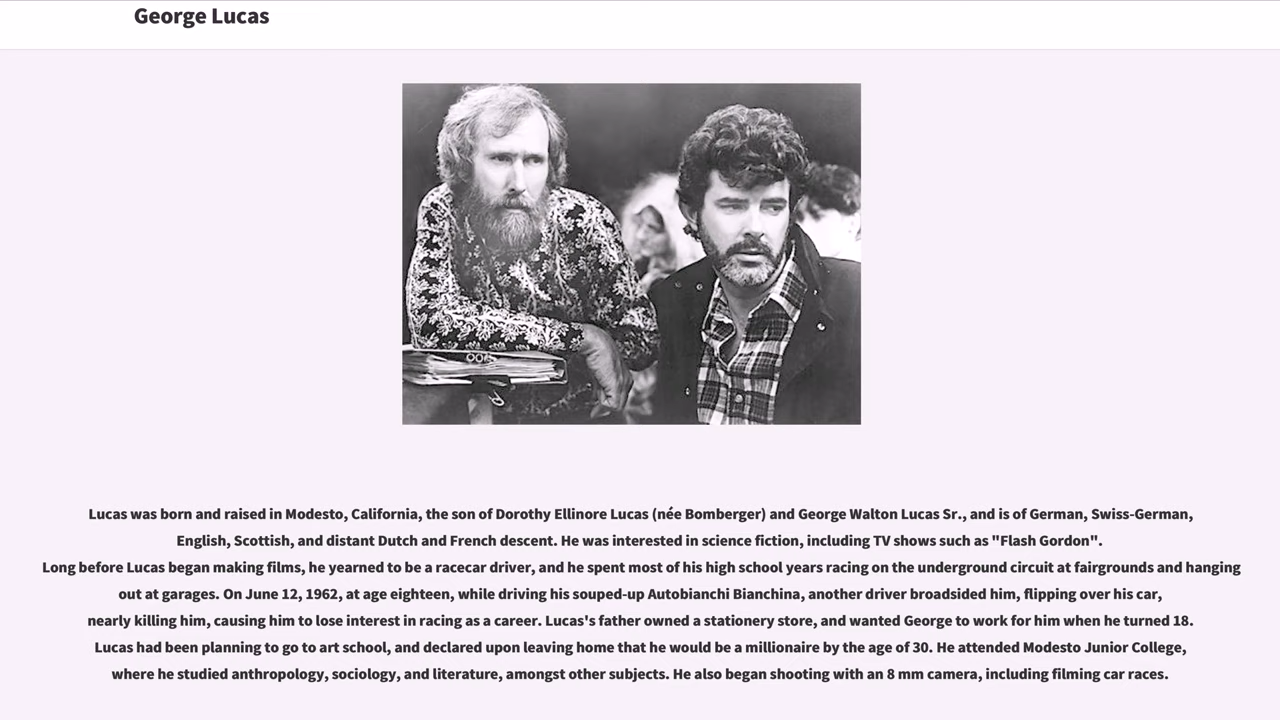 George Lucas
Lucas was born and raised in Modesto, California, the son of Dorothy Ellinore Lucas (née Bomberger) and George Walton Lucas Sr., and is of German, Swiss-German,
English, Scottish, and distant Dutch and French descent. He was interested in science fiction, including TV shows such as "Flash Gordon".
Long before Lucas began making films, he yearned to be a racecar driver, and he spent most of his high school years racing on the underground circuit at fairgrounds and hanging
out at garages. On June 12, 1962, at age eighteen, while driving his souped-up Autobianchi Bianchina, another driver broadsided him, flipping over his car,
nearly killing him, causing him to lose interest in racing as a career. Lucas's father owned a stationery store, and wanted George to work for him when he turned 18.
Lucas had been planning to go to art school, and declared upon leaving home that he would be a millionaire by the age of 30. He attended Modesto Junior College,
where he studied anthropology, sociology, and literature, amongst other subjects. He also began shooting with an 8 mm camera, including filming car races.